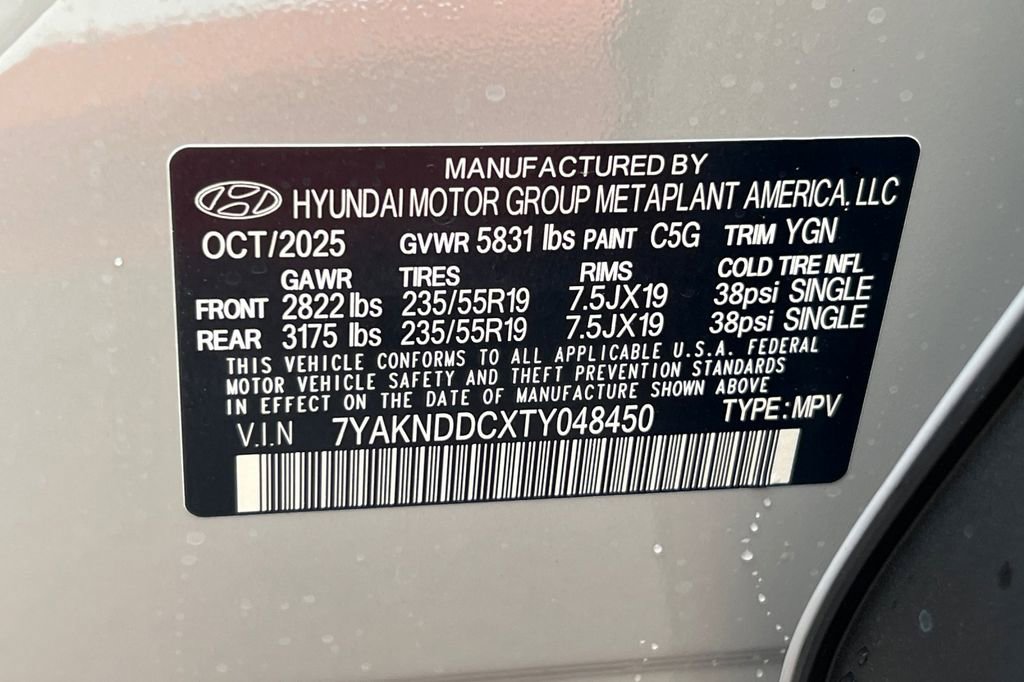 MANUFACTURED BY
HYUNDAI MOTOR GROUP METAPLANT AMERICA, LLC
OCT/2025 GVWR 5831 lbs PAINT C5G TRIM YGN
GAWR TIRES RIMS COLD TIRE INFL
FRONT 2822 lbs 235/55R19 7.5JX19 38psi SINGLE
REAR 3175 lbs 235/55R19 7.5JX19 38psi SINGLE
THIS VEHICLE CONFORMS TO ALL APPLICABLE U.S.A. FEDERAL
MOTOR VEHICLE SAFETY AND THEFT PREVENTION STANDARDS
IN EFFECT ON THE DATE OF MANUFACTURE SHOWN ABOVE
V.I.N 7YAKNDDCXTY048450 TYPE:MPV